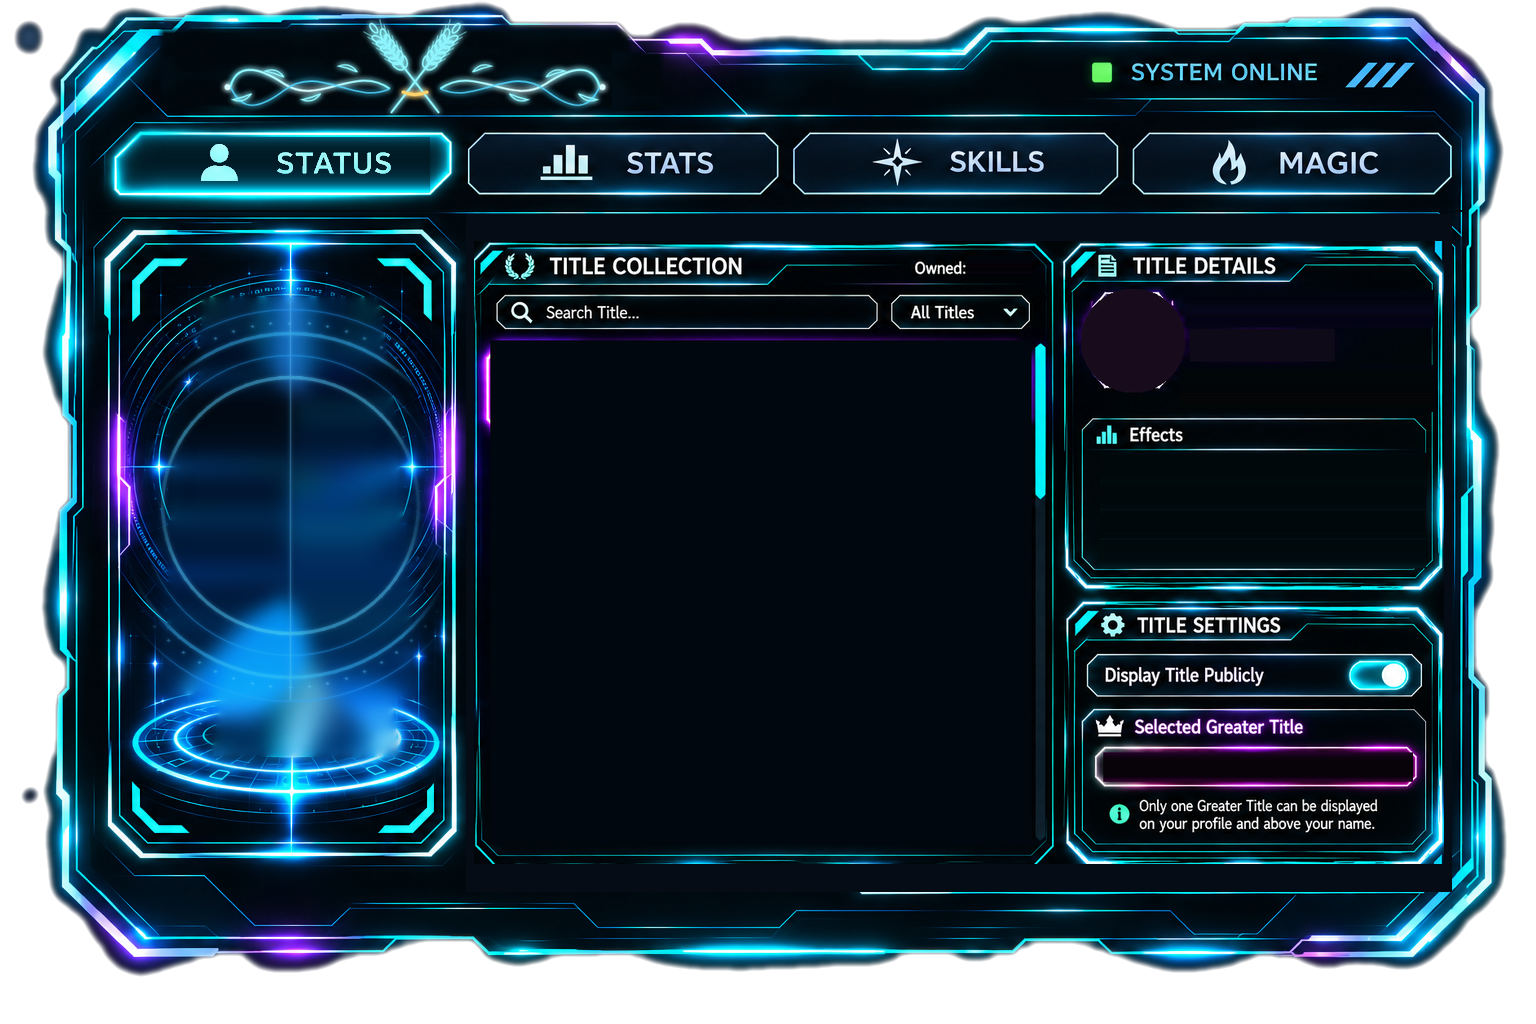 SYSTEM ONLINE
STATUS
STATS
SKILLS
MAGIC
TITLE COLLECTION
Owned:
Search Title...
All Titles
TITLE DETAILS
Effects
TITLE SETTINGS
Display Title Publicly
Selected Greater Title
Only one Greater Title can be displayed
on your profile and above your name.